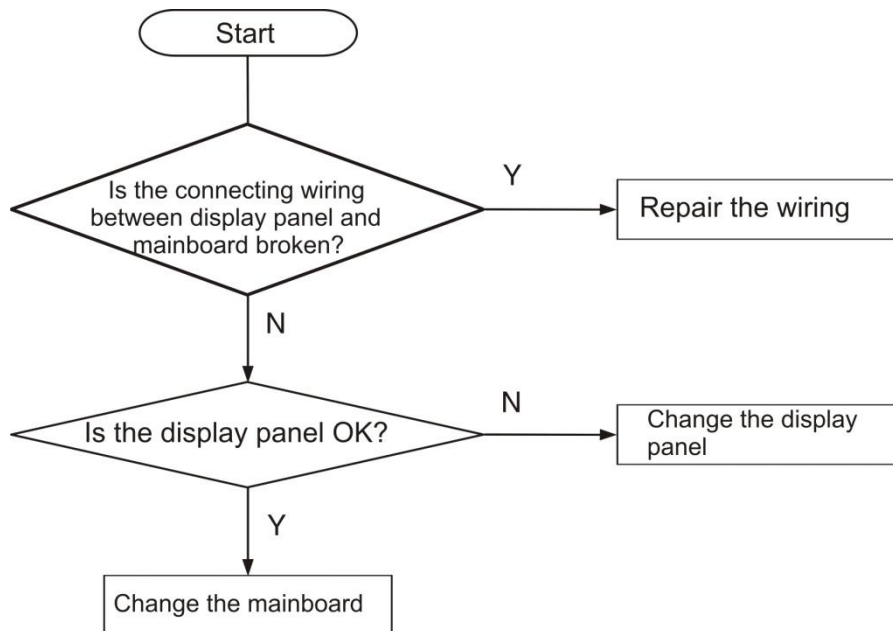 Start
Is the connecting wiring
between display panel and
mainboard broken?
Y
Repair the wiring
N
Is the display panel OK?
N
Change the display
panel
Y
Change the mainboard